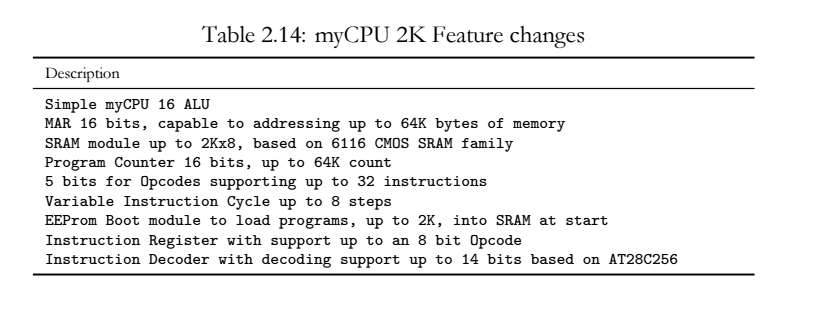 Table 2.14: myCPU 2K Feature changes
Description
Simple myCPU 16 ALU
MAR 16 bits, capable to addressing up to 64K bytes of memory
SRAM module up to 2Kx8, based on 6116 CMOS SRAM family
Program Counter 16 bits, up to 64K count
5 bits for Opcodes supporting up to 32 instructions
Variable Instruction Cycle up to 8 steps
EEProm Boot module to load programs, up to 2K, into SRAM at start
Instruction Register with support up to an 8 bit Opcode
Instruction Decoder with decoding support up to 14 bits based on AT28C256